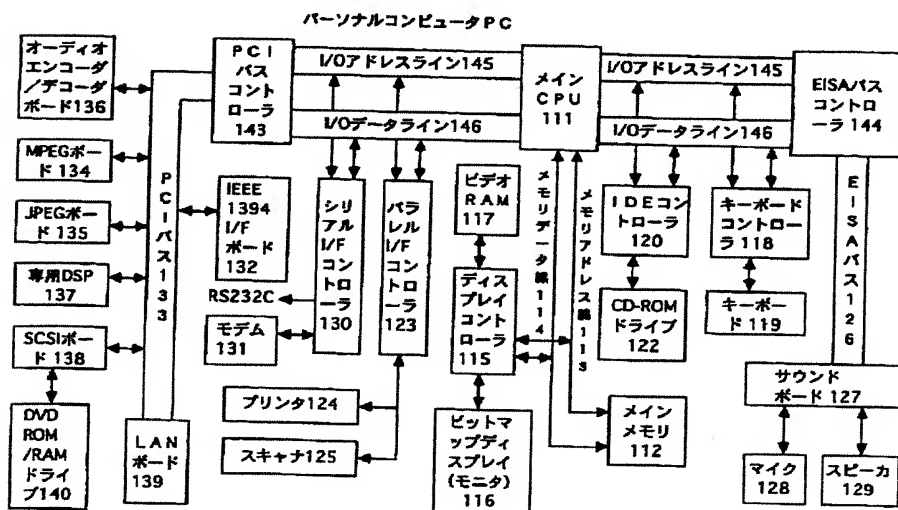 パーソナルコンピュータPC
オーディオ
エンコーダ
/デコーダ
ボード136
MPEGボー
ド 134
JPEGボー
ド 135
専用DSP
137
SCSIボー
ド 138
DVD
ROM
/RAM
ドライ
ブ140
PCIバス133
LAN
ボード
139
PCI
バス
コント
ローラ
143
IEEE
1394
I/F
ボード
132
RS232C
モデム
131
I/Oアドレスライン145
I/Oデータライン146
シリ
アル
I/F
コン
トロ
ーラ
130
パラ
レル
I/F
コン
トロ
ーラ
123
プリンタ124
スキャナ125
メイン
CPU
111
ビデオ
RAM
117
ディス
プレイ
コント
ローラ
115
ビットマ
ップディ
スプレイ
(モニタ)
116
メモリデータ線114
メモリアドレス線113
メイン
メモリ
112
I/Oアドレスライン145
I/Oデータライン146
IDEコン
トローラ
120
CD-ROM
ドライブ
122
キーボード
コントロー
ラ 118
キーボ
ード119
EISAバス
コントロ
ーラ144
EISAバス126
サウンド
ボード127
マイク
128
スピーカ
129